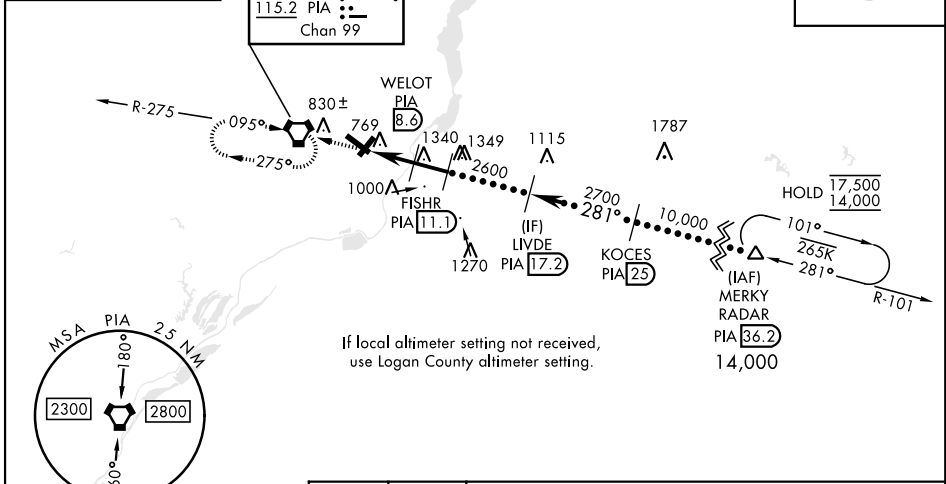 115.2 PIA
Chan 99
R-275
095°
275°
830 ±
769
WELOT
PIA
8.6
1340
1349
2600
1115
1787
1000
FISHR
PIA 11.1
1270
(IF)
LIVDE
PIA 17.2
2700
281°
KOCES
PIA 25
10,000
HOLD
17,500
14,000
101°
265K
281°
R-101
(IAF)
MERKY
RADAR
PIA 36.2
14,000
If local altimeter setting not received,
use Logan County altimeter setting.
MSA PIA 25 NM
180°
2300
2800